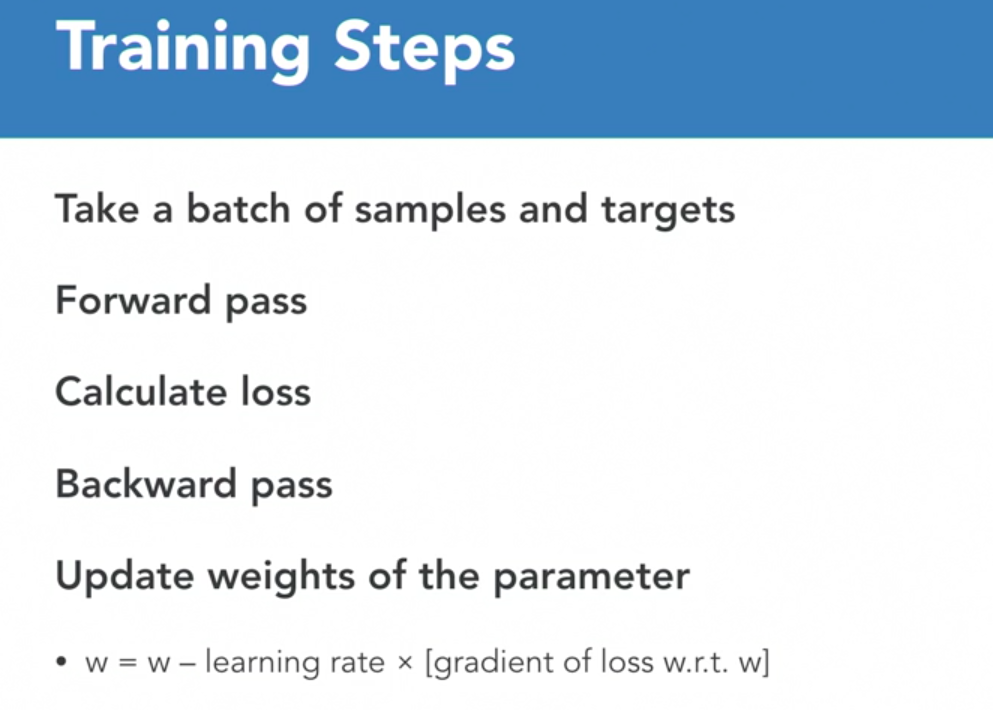 Training Steps
Take a batch of samples and targets
Forward pass
Calculate loss
Backward pass
Update weights of the parameter
• w = w – learning rate × [gradient of loss w.r.t. w]